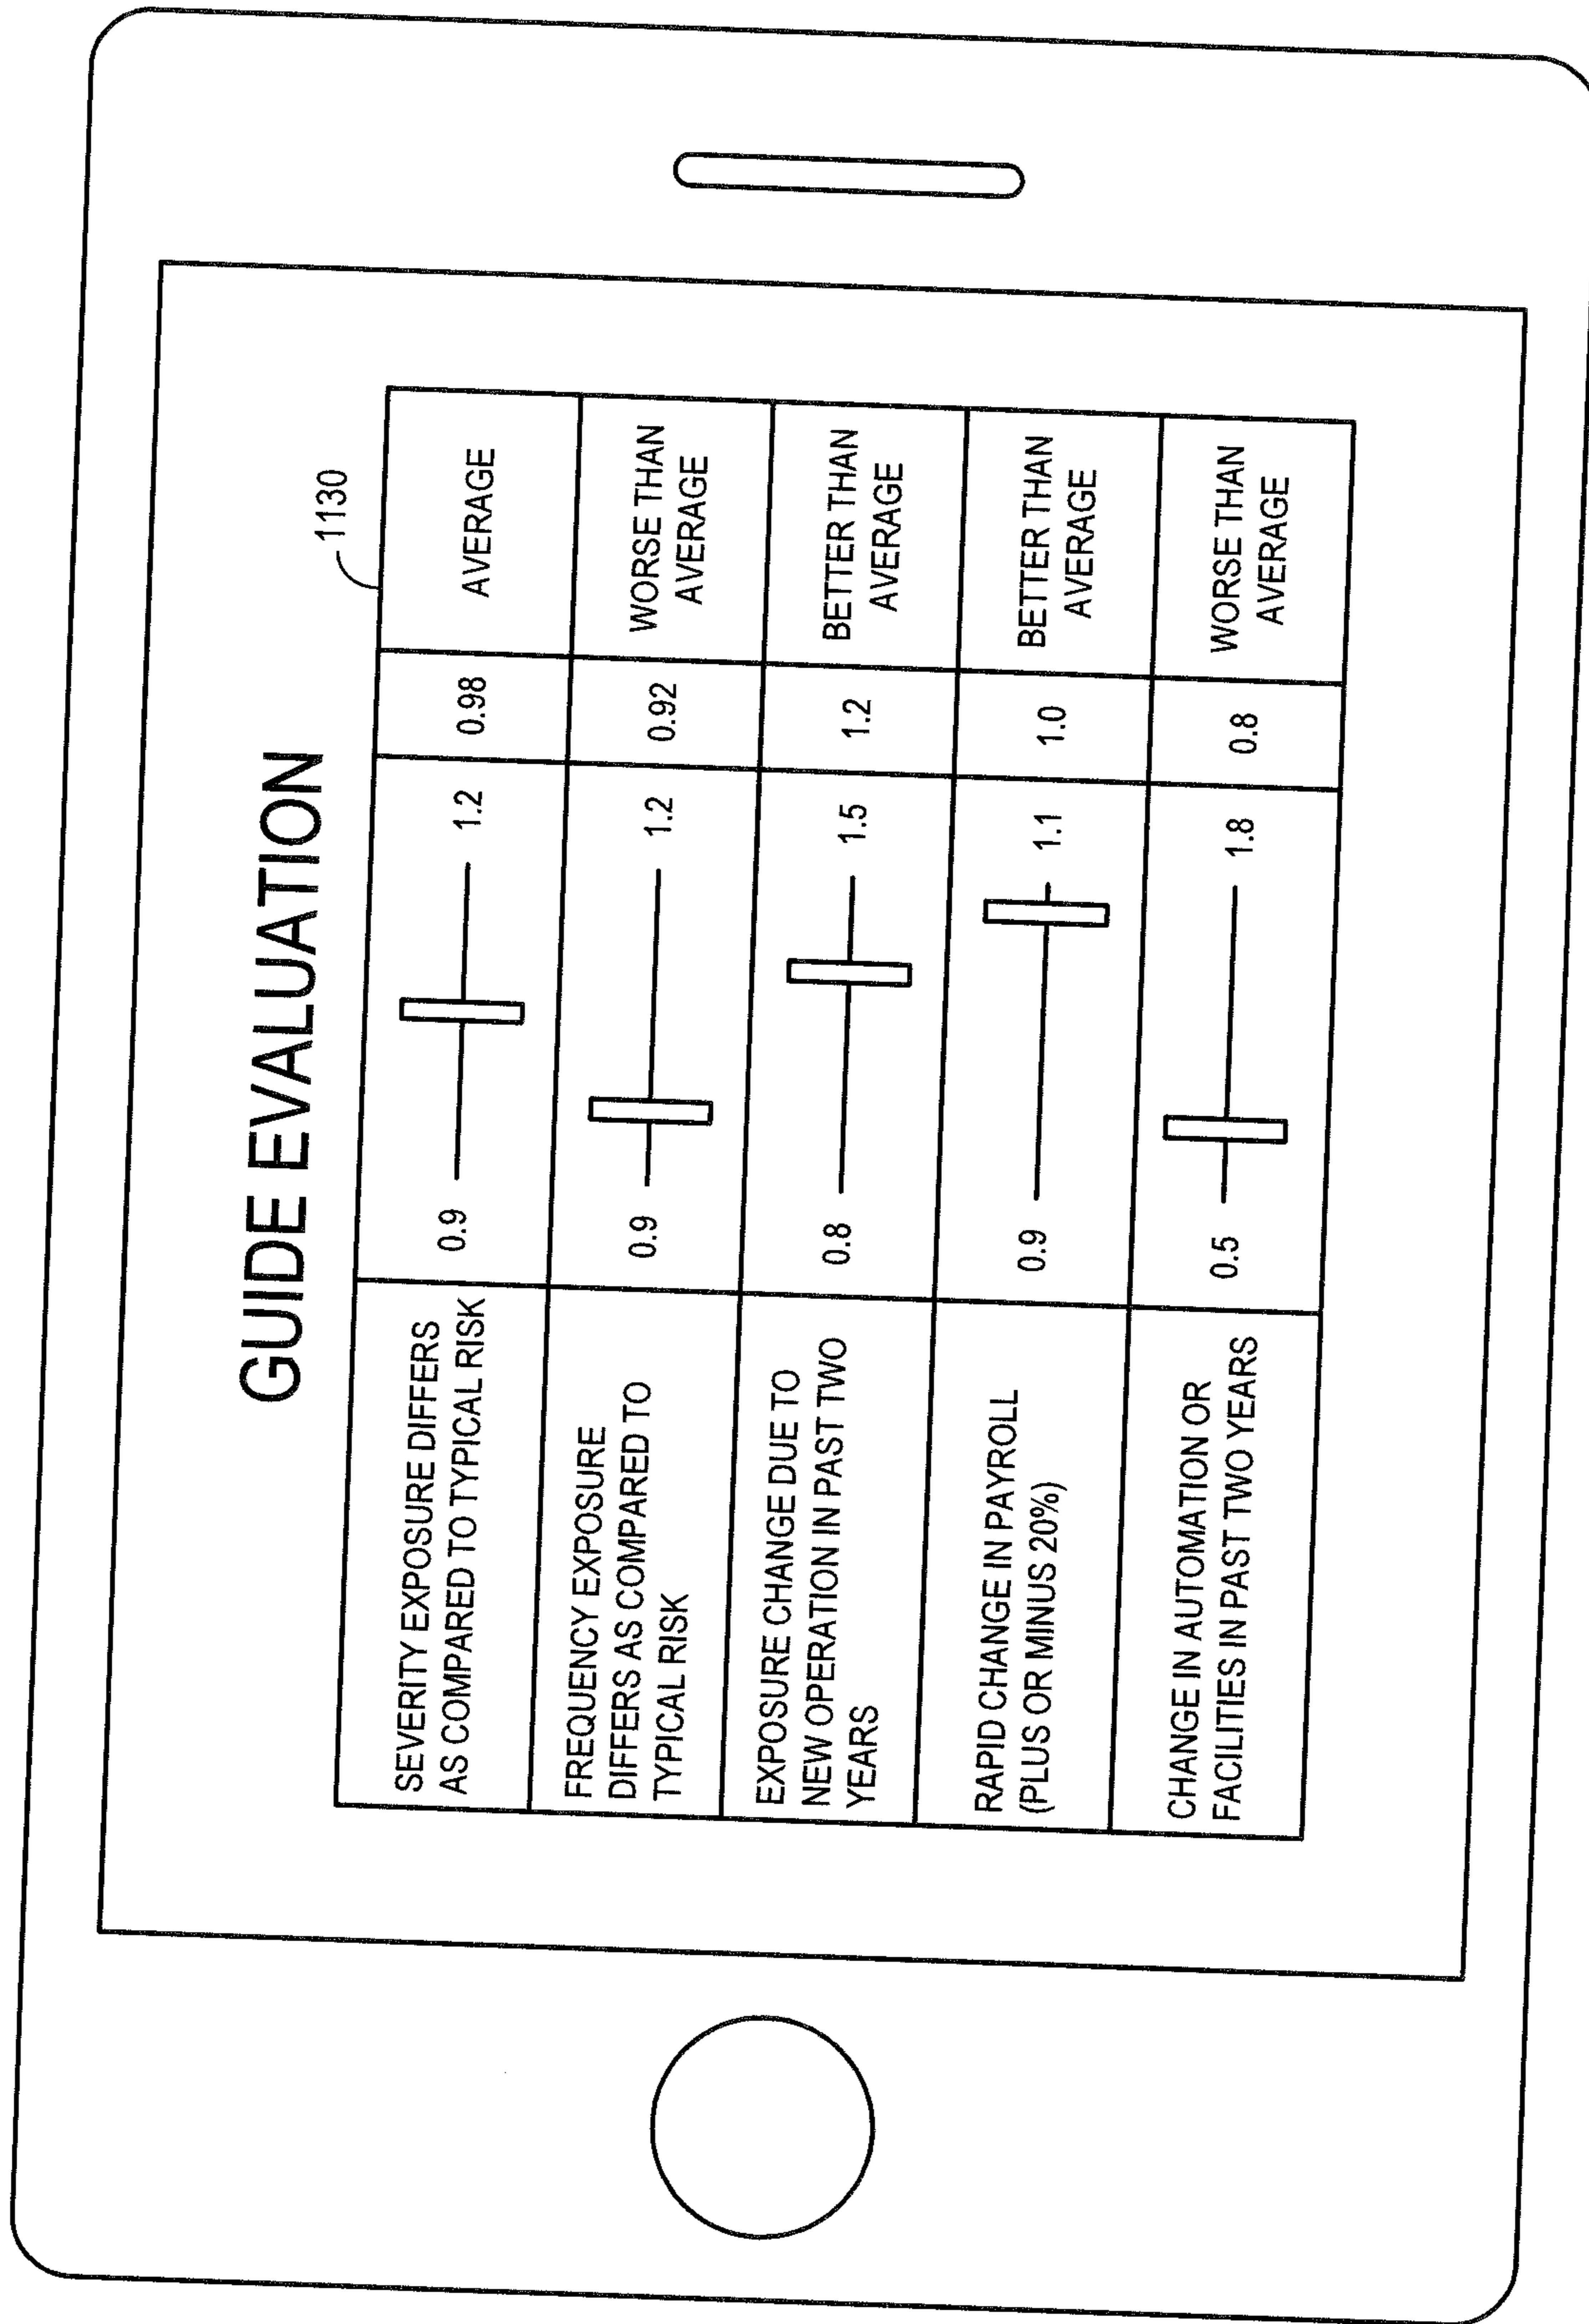 GUIDE EVALUATION
1130
SEVERITY EXPOSURE DIFFERS
AS COMPARED TO TYPICAL RISK
0.9
1.2
0.98
AVERAGE
FREQUENCY EXPOSURE
DIFFERS AS COMPARED TO
TYPICAL RISK
0.9
1.2
0.92
WORSE THAN
AVERAGE
EXPOSURE CHANGE DUE TO
NEW OPERATION IN PAST TWO
YEARS
0.8
1.5
1.2
BETTER THAN
AVERAGE
RAPID CHANGE IN PAYROLL
(PLUS OR MINUS 20%)
0.9
1.1
1.0
BETTER THAN
AVERAGE
CHANGE IN AUTOMATION OR
FACILITIES IN PAST TWO YEARS
0.5
1.8
0.8
WORSE THAN
AVERAGE